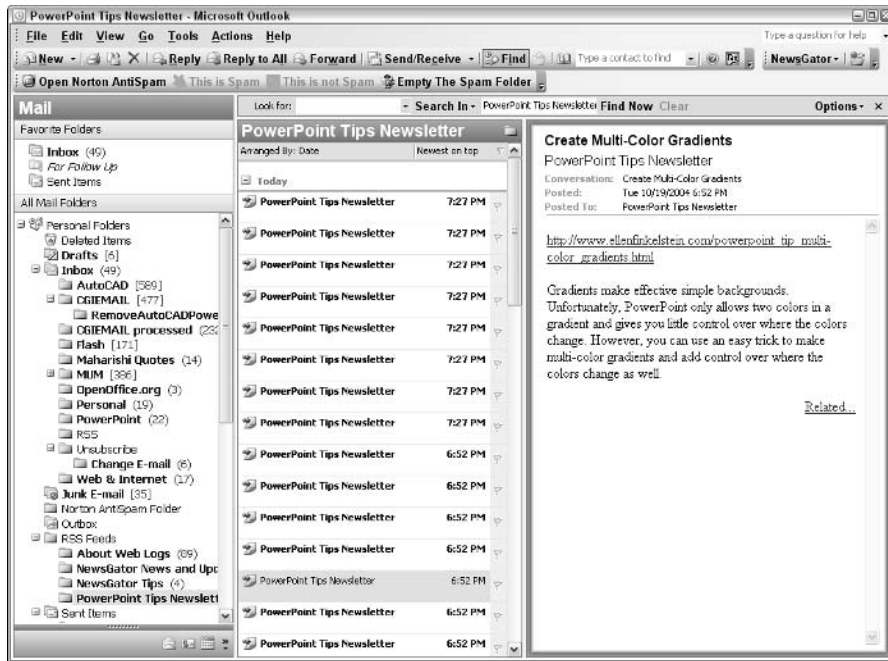 PowerPoint Tips Newsletter - Microsoft Outlook
File Edit View Go Tools Actions Help
Type a question for help
New Reply Reply to All Forward Send/Receive Find Type a contact to find NewsGator
Open Norton AntiSpam This is Spam This is not Spam Empty The Spam Folder
Mail
Favorite Folders
Inbox (49)
For Follow Up
Sent Items
All Mail Folders
Personal Folders
Deleted Items
Drafts [6]
Inbox (49)
AutoCAD [589]
CGIEMAIL [477]
RemoveAutoCADPowe
CGIEMAIL processed (232
Flash [171]
Maharishi Quotes (14)
MUM [386]
OpenOffice.org (3)
Personal (19)
PowerPoint (22)
RSS
Unsubscribe
Change E-mail (6)
Web & Internet (17)
Junk E-mail [35]
Norton AntiSpam Folder
Outbox
RSS Feeds
About Web Logs (89)
NewsGator News and Upd
NewsGator Tips (4)
PowerPoint Tips Newslett
Sent Items
Look for: Search In PowerPoint Tips Newsletter Find Now Clear Options
PowerPoint Tips Newsletter
Arranged By: Date Newest on top
Today
PowerPoint Tips Newsletter 7:27 PM
PowerPoint Tips Newsletter 7:27 PM
PowerPoint Tips Newsletter 7:27 PM
PowerPoint Tips Newsletter 7:27 PM
PowerPoint Tips Newsletter 7:27 PM
PowerPoint Tips Newsletter 7:27 PM
PowerPoint Tips Newsletter 7:27 PM
PowerPoint Tips Newsletter 7:27 PM
PowerPoint Tips Newsletter 6:52 PM
PowerPoint Tips Newsletter 6:52 PM
PowerPoint Tips Newsletter 6:52 PM
PowerPoint Tips Newsletter 6:52 PM
PowerPoint Tips Newsletter 6:52 PM
PowerPoint Tips Newsletter 6:52 PM
PowerPoint Tips Newsletter 6:52 PM
Create Multi-Color Gradients
PowerPoint Tips Newsletter
Conversation: Create Multi-Color Gradients
Posted: Tue 10/19/2004 6:52 PM
Posted To: PowerPoint Tips Newsletter
http://www.ellenfinkelstein.com/powerpoint_tip_multi-
color_gradients.html
Gradients make effective simple backgrounds.
Unfortunately, PowerPoint only allows two colors in a
gradient and gives you little control over where the colors
change. However, you can use an easy trick to make
multi-color gradients and add control over where the
colors change as well.
Related...